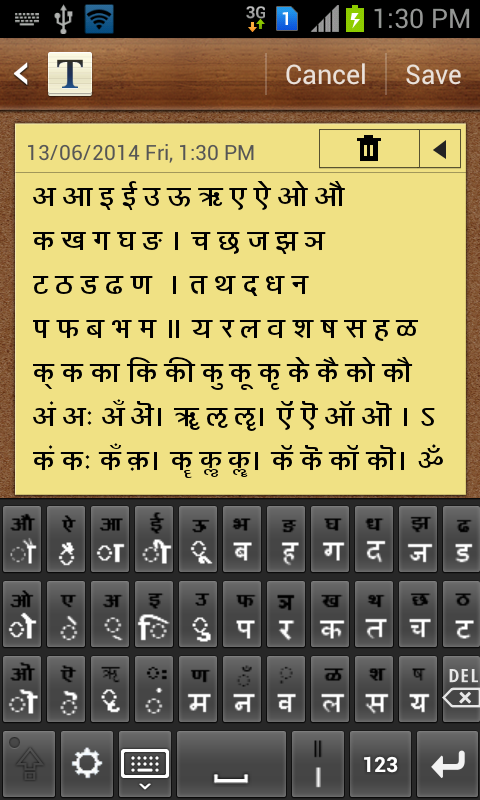 3G 1 1:30 PM
T Cancel Save
13/06/2014 Fri, 1:30 PM
अ आ इ ई उ ऊ ऋ ए ऐ ओ औ
क ख ग घ ङ । च छ ज झ ञ
ट ठ ड ढ ण । त थ द ध न
प फ ब भ म ॥ य र ल व श ष स ह ळ
क् क का कि की कु कू कृ के कै को कौ
अं अः अँ ऒ। ॠ ऌ ॡ। ऍ ऎ ऑ ऒ । ऽ
कं कः कँ क़। कॄ कॢ कॣ। कॅ कॆ कॉ कॊ। ॐ
औ ऐ आ ई ऊ भ ङ घ ध झ ढ
ौ ै ा ी ू ब ह ग द ज ड
ओ ए अ इ उ फ ञ ख थ छ ठ
ो े ् ि ु प र क त च ट
ऒ ऎ ऋ ः ण ँ ़ ळ श ष DEL
ॊ ॆ ृ ं म न व ल स य
॥
। 123